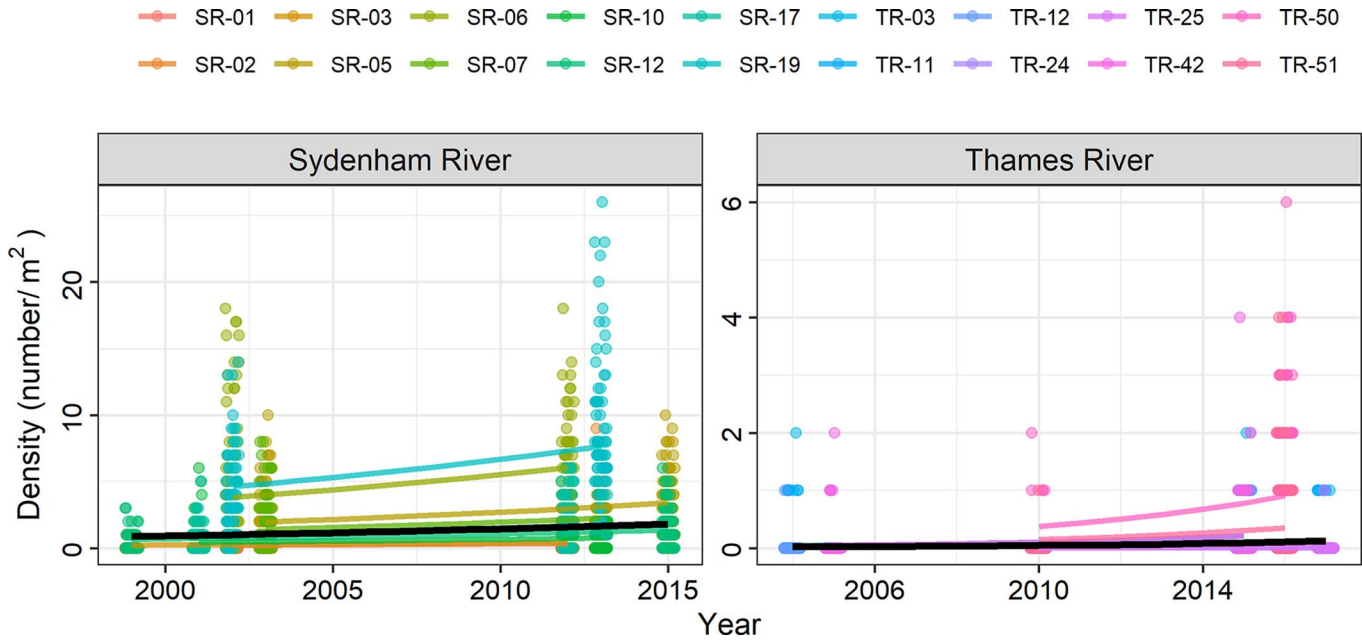 SR-01 SR-03 SR-06 SR-10 SR-17 TR-03 TR-12 TR-25 TR-50
SR-02 SR-05 SR-07 SR-12 SR-19 TR-11 TR-24 TR-42 TR-51
Sydenham River
Thames River
Density (number/ m²)
20
10
0
2000 2005 2010 2015
6
4
2
0
2006 2010 2014
Year